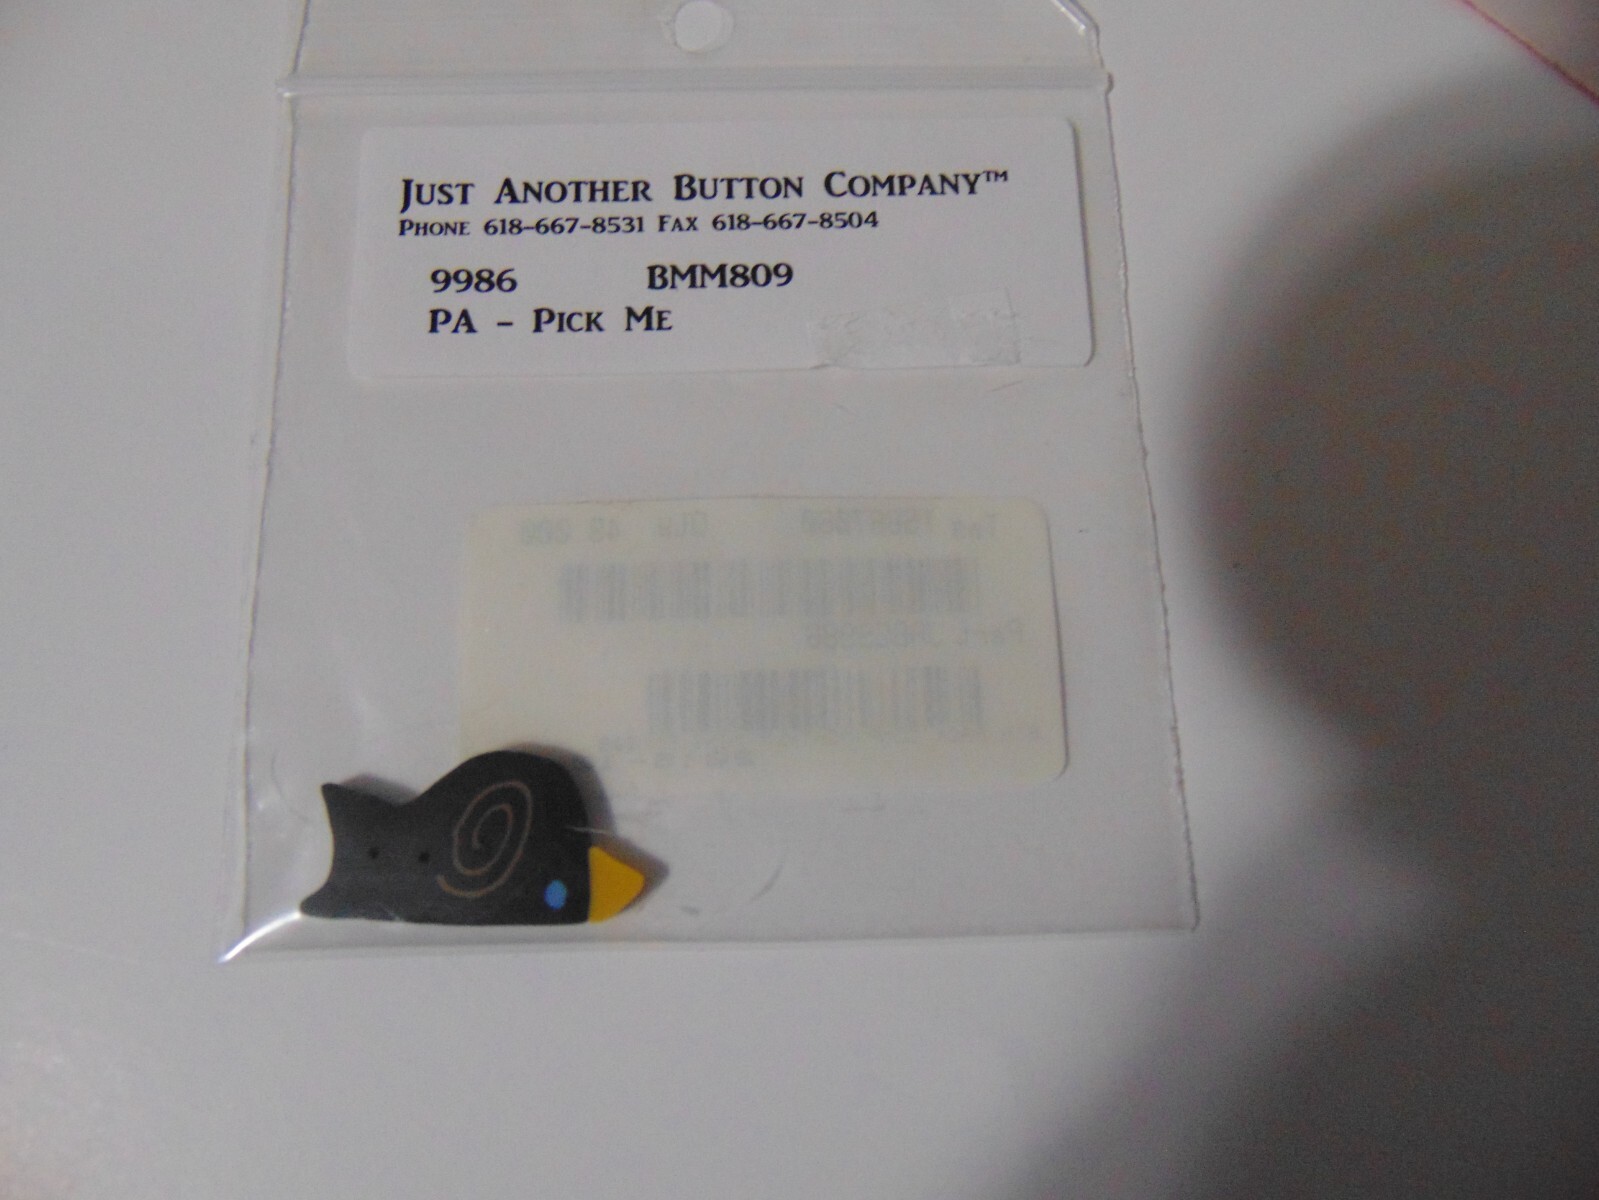 Just Another Button Company™
Phone 618-667-8531 Fax 618-667-8504
9986 BMM809
PA - Pick Me